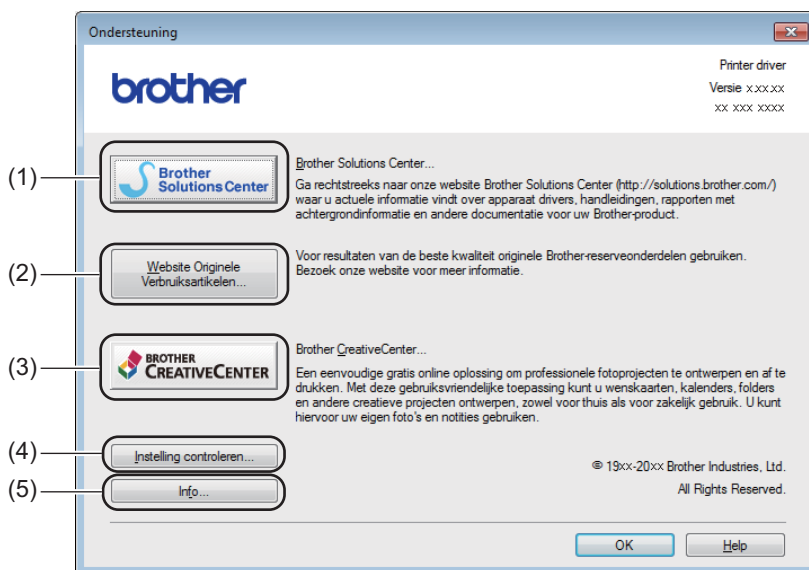 Ondersteuning
brother
Printer driver
Versie x.xx.xx
xx xxx xxxx
(1)
Brother
Solutions Center
Brother Solutions Center...
Ga rechtstreeks naar onze website Brother Solutions Center (http://solutions.brother.com/)
waar u actuele informatie vindt over apparaat drivers, handleidingen, rapporten met
achtergrondinformatie en andere documentatie voor uw Brother-product.
(2)
Website Originele
Verbruiksartikelen...
Voor resultaten van de beste kwaliteit originele Brother-reserveonderdelen gebruiken.
Bezoek onze website voor meer informatie.
(3)
BROTHER
CREATIVECENTER
Brother CreativeCenter...
Een eenvoudige gratis online oplossing om professionele fotoprojecten te ontwerpen en af te
drukken. Met deze gebruiksvriendelijke toepassing kunt u wenskaarten, kalenders, folders
en andere creatieve projecten ontwerpen, zowel voor thuis als voor zakelijk gebruik. U kunt
hiervoor uw eigen foto's en notities gebruiken.
(4)
Instelling controleren...
(5)
Info...
© 19xx-20xx Brother Industries, Ltd.
All Rights Reserved.
OK
Help